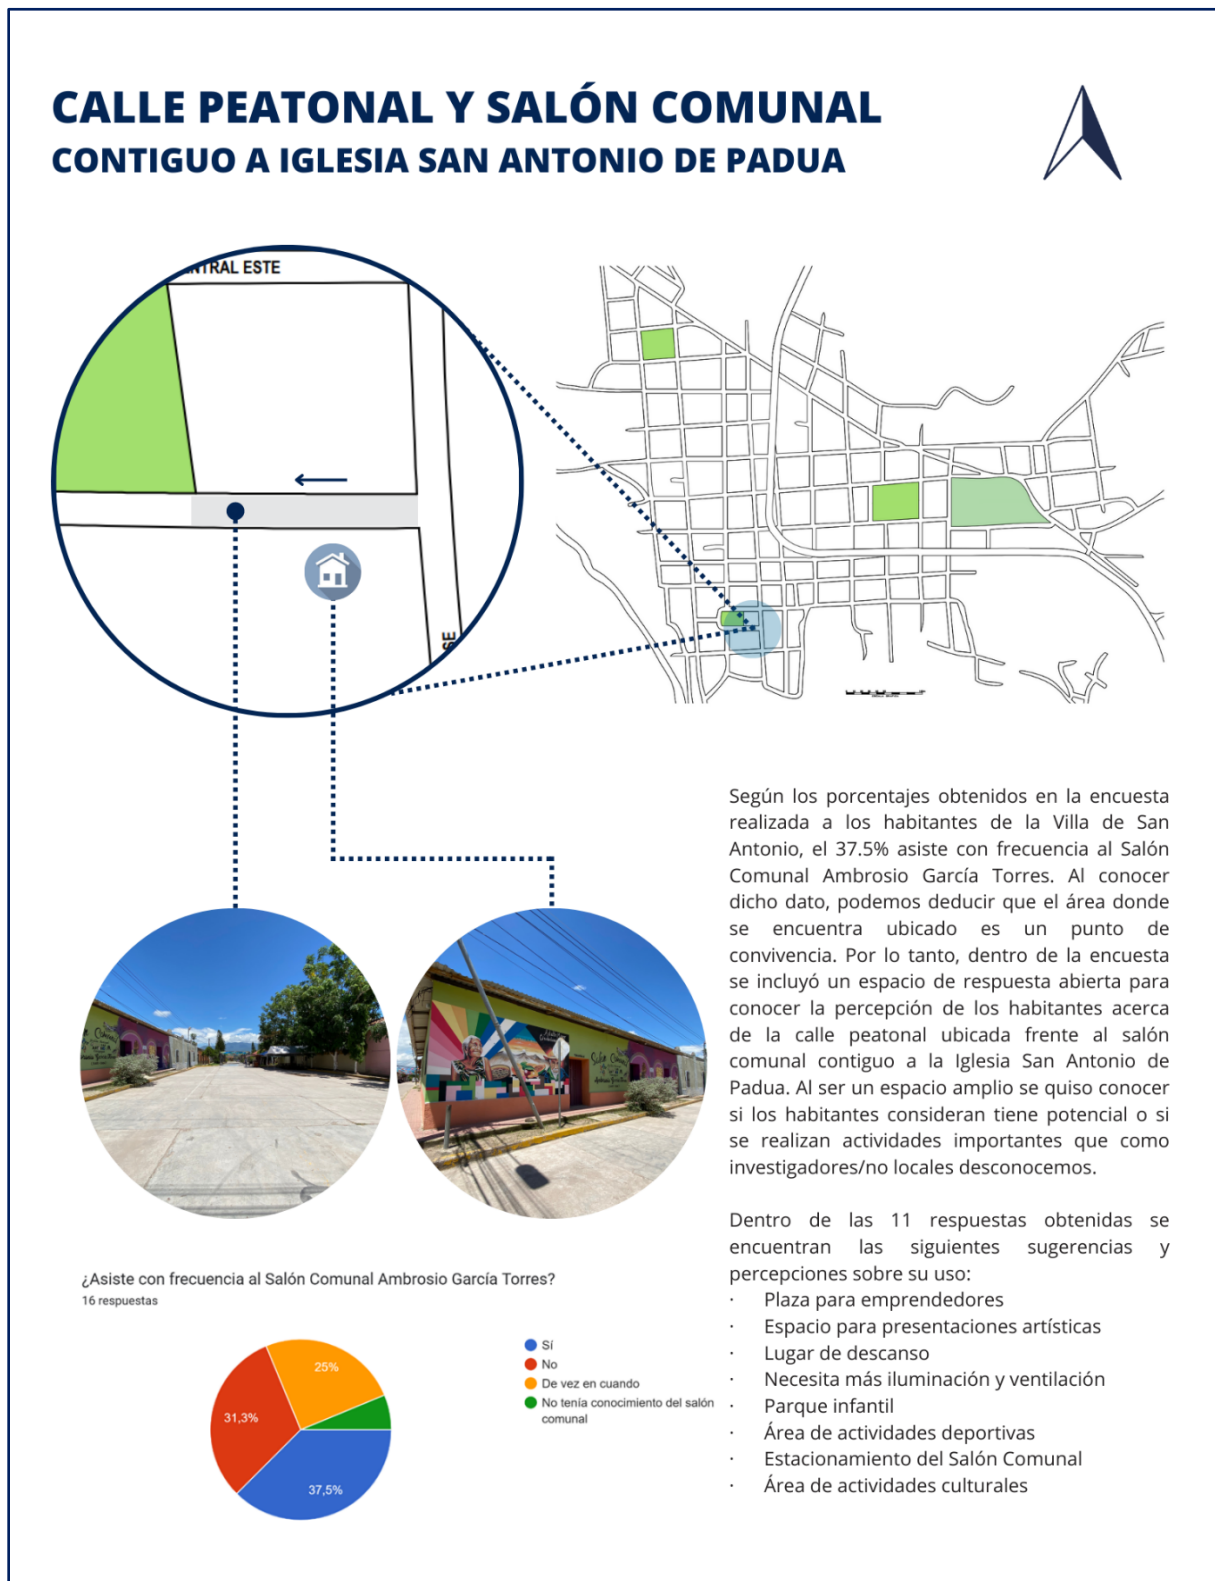 CALLE PEATONAL Y SALÓN COMUNAL
CONTIGUO A IGLESIA SAN ANTONIO DE PADUA
NTRAL ESTE
SE
Según los porcentajes obtenidos en la encuesta
realizada a los habitantes de la Villa de San
Antonio, el 37.5% asiste con frecuencia al Salón
Comunal Ambrosio García Torres. Al conocer
dicho dato, podemos deducir que el área donde
se encuentra ubicado es un punto de
convivencia. Por lo tanto, dentro de la encuesta
se incluyó un espacio de respuesta abierta para
conocer la percepción de los habitantes acerca
de la calle peatonal ubicada frente al salón
comunal contiguo a la Iglesia San Antonio de
Padua. Al ser un espacio amplio se quiso conocer
si los habitantes consideran tiene potencial o si
se realizan actividades importantes que como
investigadores/no locales desconocemos.
Dentro de las 11 respuestas obtenidas se
encuentran las siguientes sugerencias y
percepciones sobre su uso:
· Plaza para emprendedores
· Espacio para presentaciones artísticas
· Lugar de descanso
· Necesita más iluminación y ventilación
· Parque infantil
· Área de actividades deportivas
· Estacionamiento del Salón Comunal
· Área de actividades culturales
¿Asiste con frecuencia al Salón Comunal Ambrosio García Torres?
16 respuestas
Sí
No
De vez en cuando
No tenía conocimiento del salón
comunal
25%
31,3%
37,5%